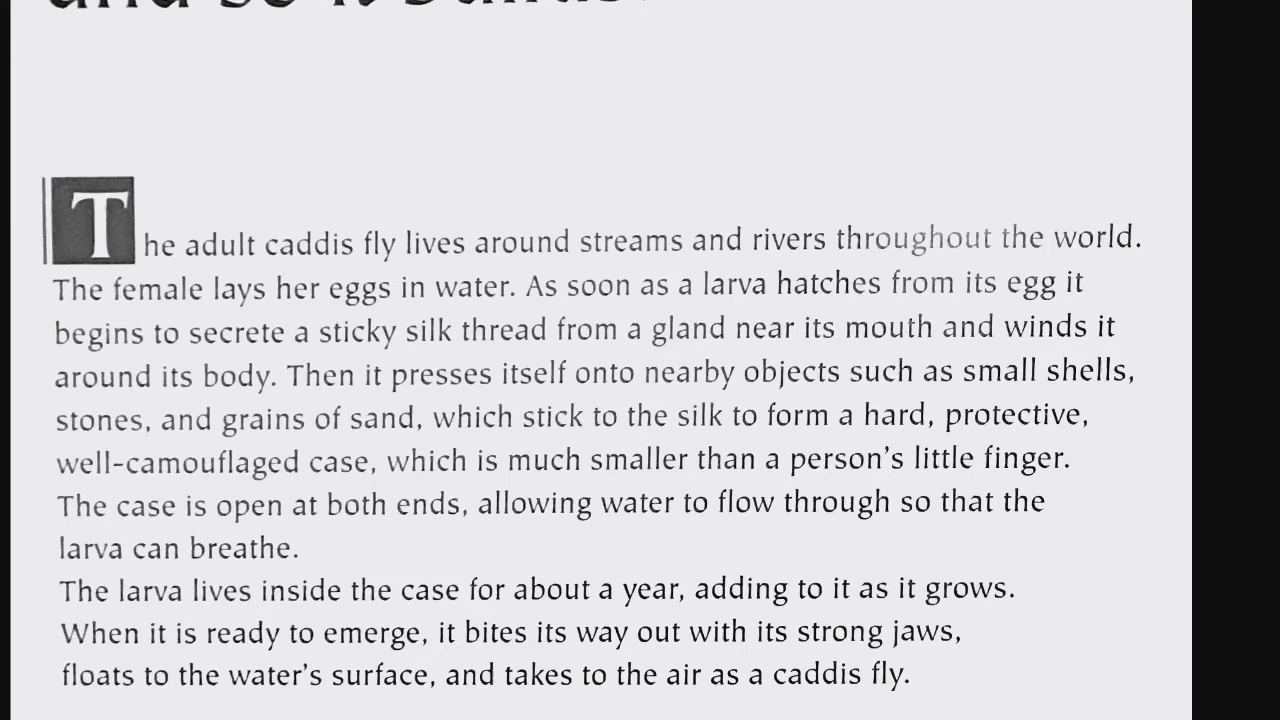 and so it
The adult caddis fly lives around streams and rivers throughout the world.
The female lays her eggs in water. As soon as a larva hatches from its egg it
begins to secrete a sticky silk thread from a gland near its mouth and winds it
around its body. Then it presses itself onto nearby objects such as small shells,
stones, and grains of sand, which stick to the silk to form a hard, protective,
well-camouflaged case, which is much smaller than a person's little finger.
The case is open at both ends, allowing water to flow through so that the
larva can breathe.
The larva lives inside the case for about a year, adding to it as it grows.
When it is ready to emerge, it bites its way out with its strong jaws,
floats to the water's surface, and takes to the air as a caddis fly.